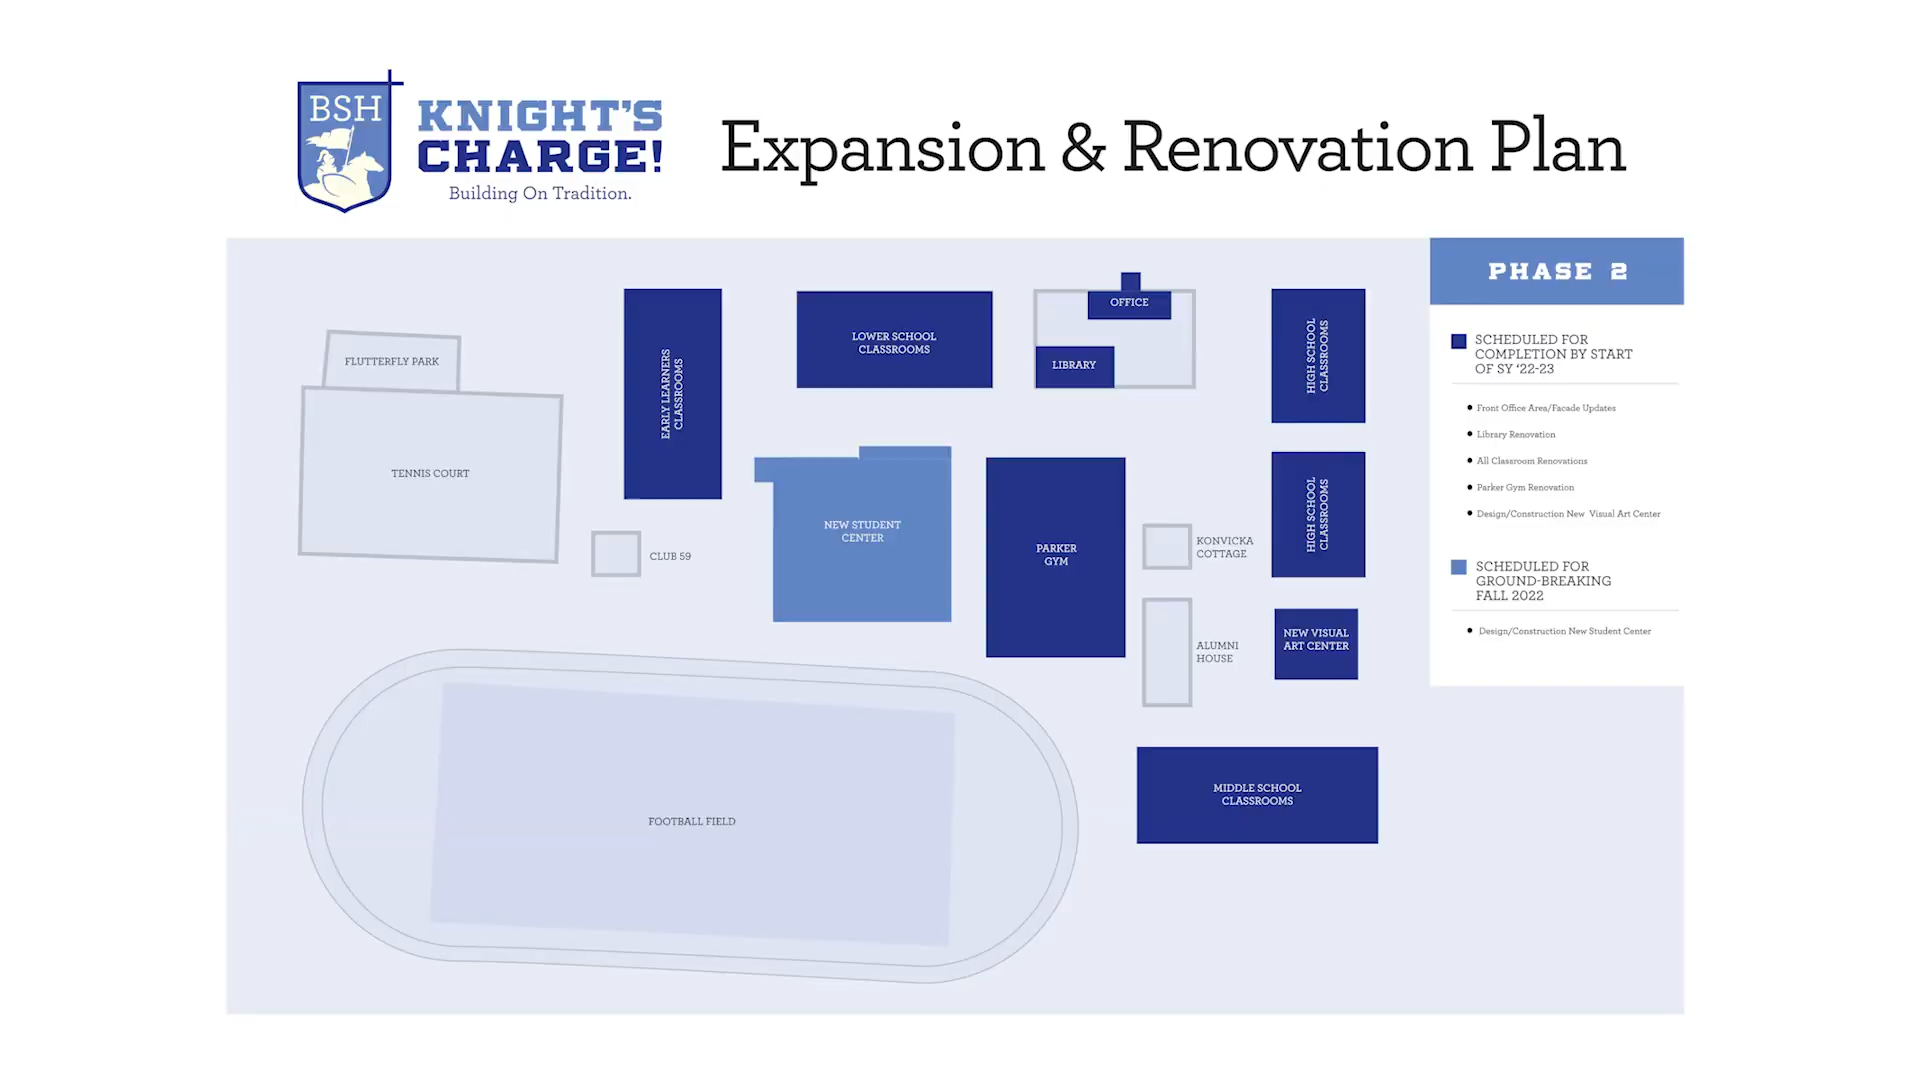 BSH
KNIGHT'S
CHARGE!
Building On Tradition.
Expansion & Renovation Plan
PHASE 2
SCHEDULED FOR
COMPLETION BY START
OF SY ‘22-23
Front Office Area/Facade Updates
Library Renovation
All Classroom Renovations
Parker Gym Renovation
Design/Construction New Visual Art Center
SCHEDULED FOR
GROUND-BREAKING
FALL 2022
Design/Construction New Student Center
FLUTTERFLY PARK
TENNIS COURT
EARLY LEARNERS
CLASSROOMS
LOWER SCHOOL
CLASSROOMS
OFFICE
LIBRARY
HIGH SCHOOL
CLASSROOMS
CLUB 59
NEW STUDENT
CENTER
PARKER
GYM
KONVICKA
COTTAGE
HIGH SCHOOL
CLASSROOMS
ALUMNI
HOUSE
NEW VISUAL
ART CENTER
MIDDLE SCHOOL
CLASSROOMS
FOOTBALL FIELD